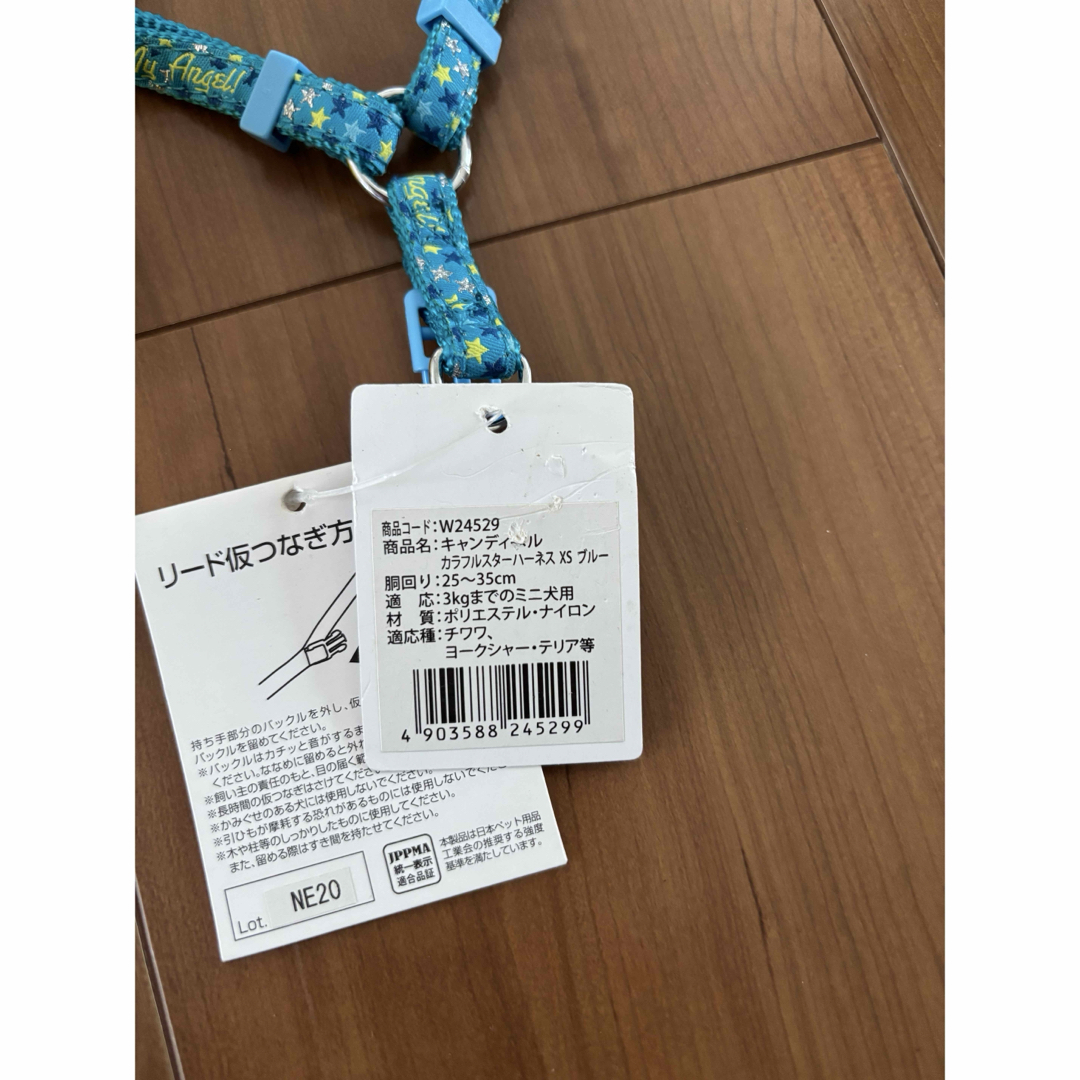 My Angel!
ngel!
商品コード:W24529
商品名:キャンディ
カラフルスターハーネス XS ブルー
胴回り:25～35cm
適 応:3kgまでのミニ犬用
材 質:ポリエステル・ナイロン
適応種:チワワ、
ヨークシャー・テリア等
4 903588 245299
リード仮つなぎ方
持ち手部分のバックルを外し、仮
バックルを留めてください。
※バックルはカチッと音がするま
ください。ななめに留めると外れ
※飼い主の責任のもと、目の届く範
※長時間の仮つなぎはさけてください。
※かみぐせのある犬には使用しないでください。
※引ひもが摩耗する恐れがあるものには使用しないでくだ
※木や柱等のしっかりしたものに使用してください。
また、留める際はすき間を持たせてください。
JPPMA
統一表示
適合品証
本製品は日本ペット用品
工業会の推奨する強度
基準を満たしています。
Lot. NE20